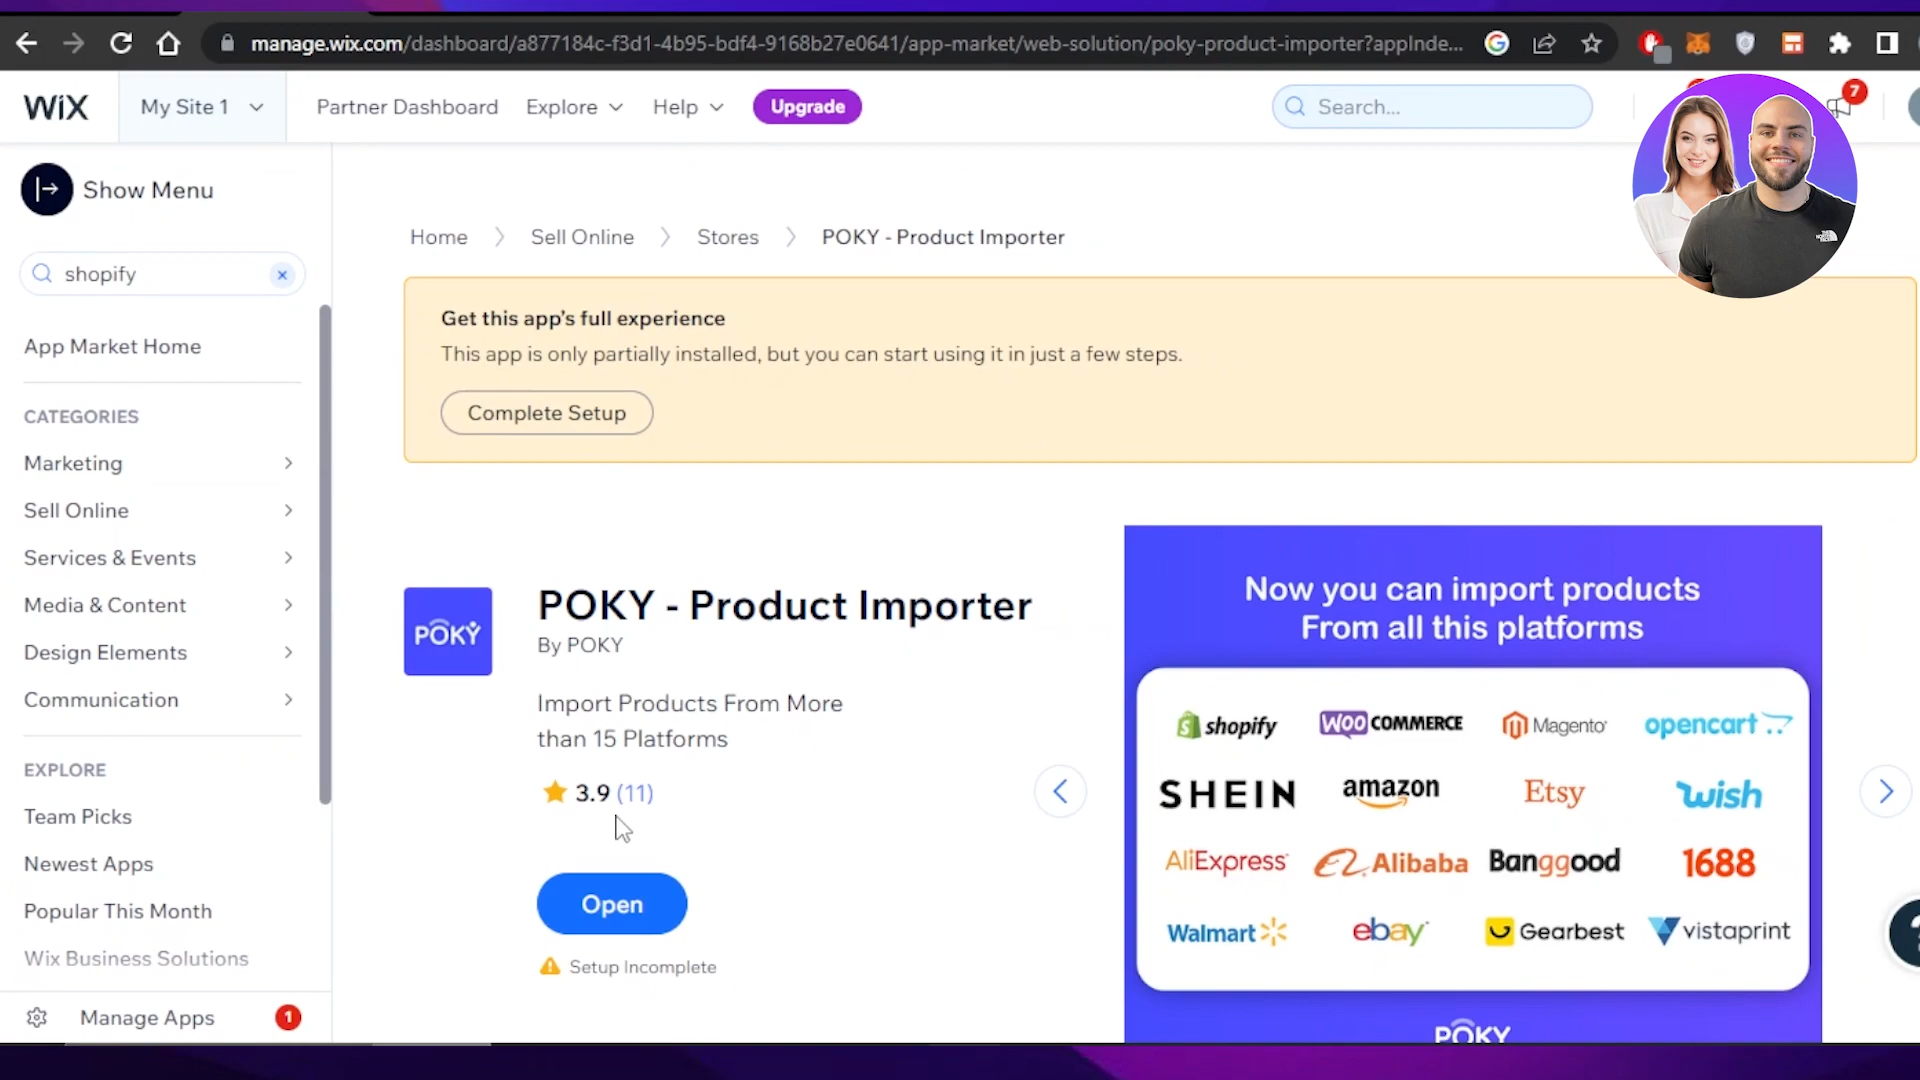 manage.wix.com/dashboard/a877184c-f3d1-4b95-bdf4-9168b27e0641/app-market/web-solution/poky-product-importer?appInde...
WiX
My Site 1
Partner Dashboard
Explore
Help
Upgrade
Search...
7
Show Menu
shopify
App Market Home
CATEGORIES
Marketing
Sell Online
Services & Events
Media & Content
Design Elements
Communication
EXPLORE
Team Picks
Newest Apps
Popular This Month
Wix Business Solutions
Manage Apps
1
Home
Sell Online
Stores
POKY - Product Importer
Get this app's full experience
This app is only partially installed, but you can start using it in just a few steps.
Complete Setup
POKY
POKY - Product Importer
By POKY
Import Products From More
than 15 Platforms
3.9 (11)
Open
Setup Incomplete
Now you can import products
From all this platforms
shopify
WOO COMMERCE
Magento
opencart
SHEIN
amazon
Etsy
wish
AliExpress
Alibaba
Banggood
1688
Walmart
ebay
Gearbest
vistaprint
POKY
?